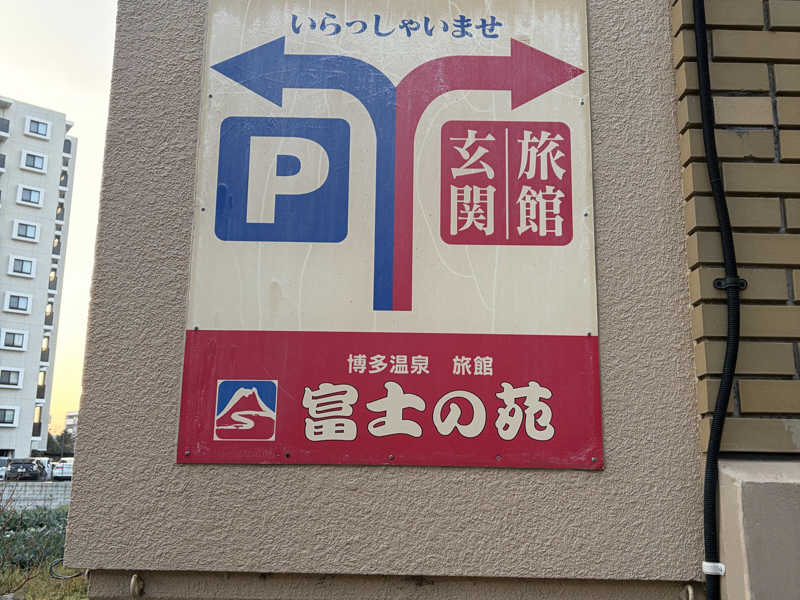 いらっしゃいませ
P
旅館
玄関
博多温泉 旅館
富士の苑